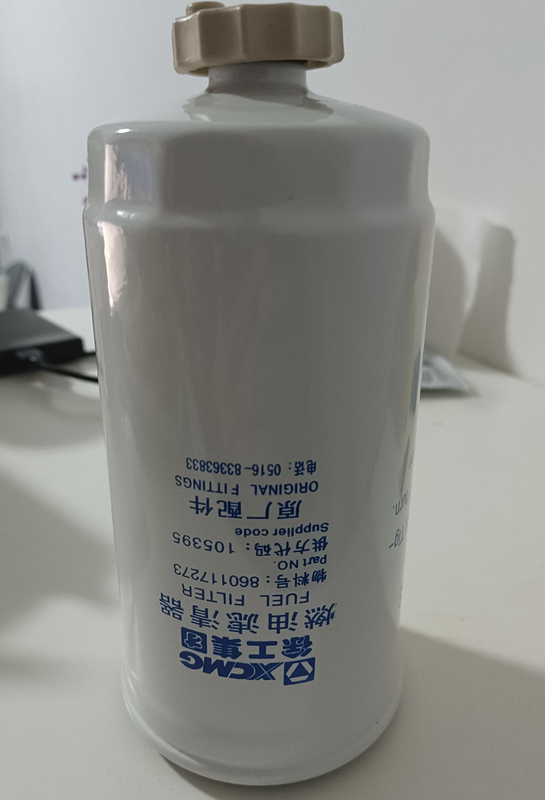 XCMG
徐工集团
燃油滤清器
FUEL FILTER
物料号：860117273
Part NO.
供方代码：105395
Supplier code
原厂配件
ORIGINAL FITTINGS
电话：0516-83363833